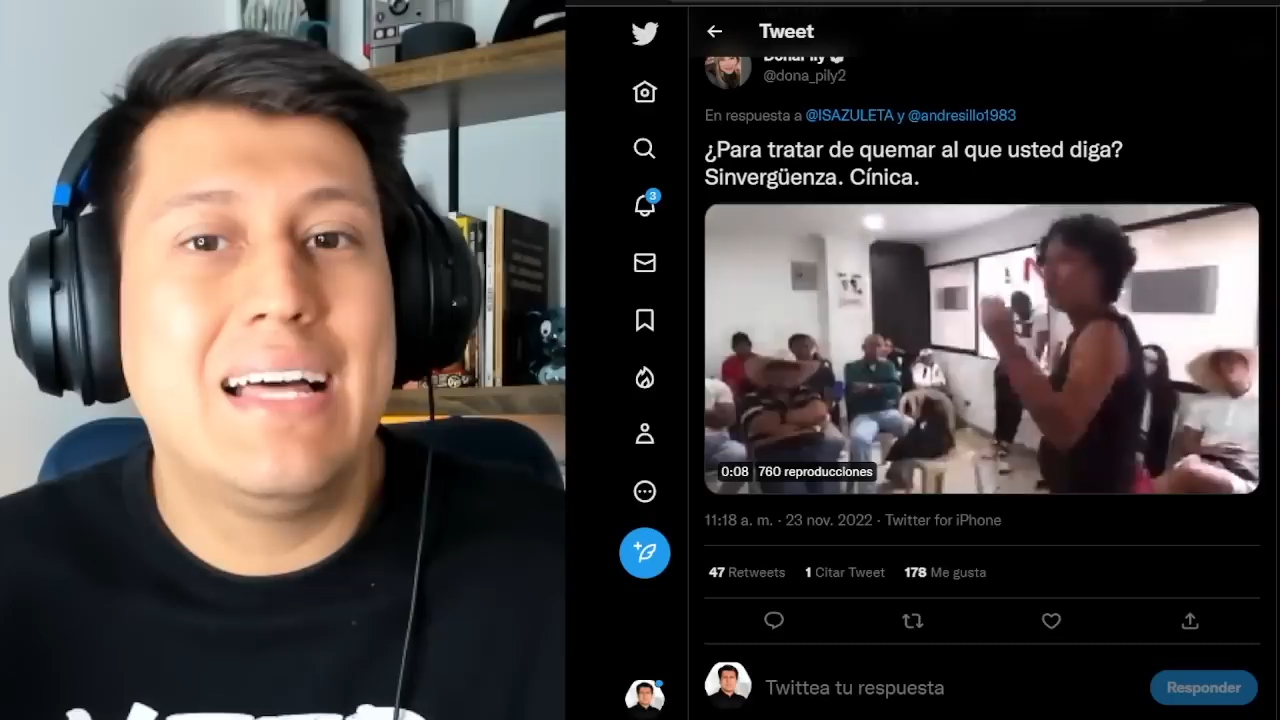 Tweet
DonaPily
@dona_pily2
En respuesta a @ISAZULETA y @andresillo1983
¿Para tratar de quemar al que usted diga?
Sinvergüenza. Cínica.
3
0:08 760 reproducciones
11:18 a. m. · 23 nov. 2022 · Twitter for iPhone
47 Retweets 1 Citar Tweet 178 Me gusta
Twittea tu respuesta
Responder